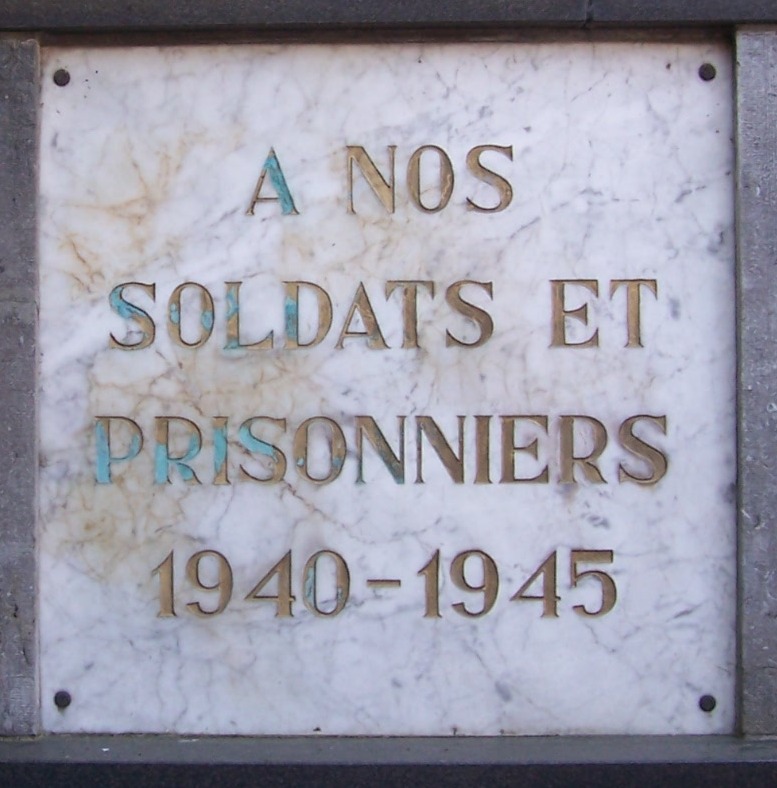 A NOS
SOLDATS ET
PRISONNIERS
1940-1945